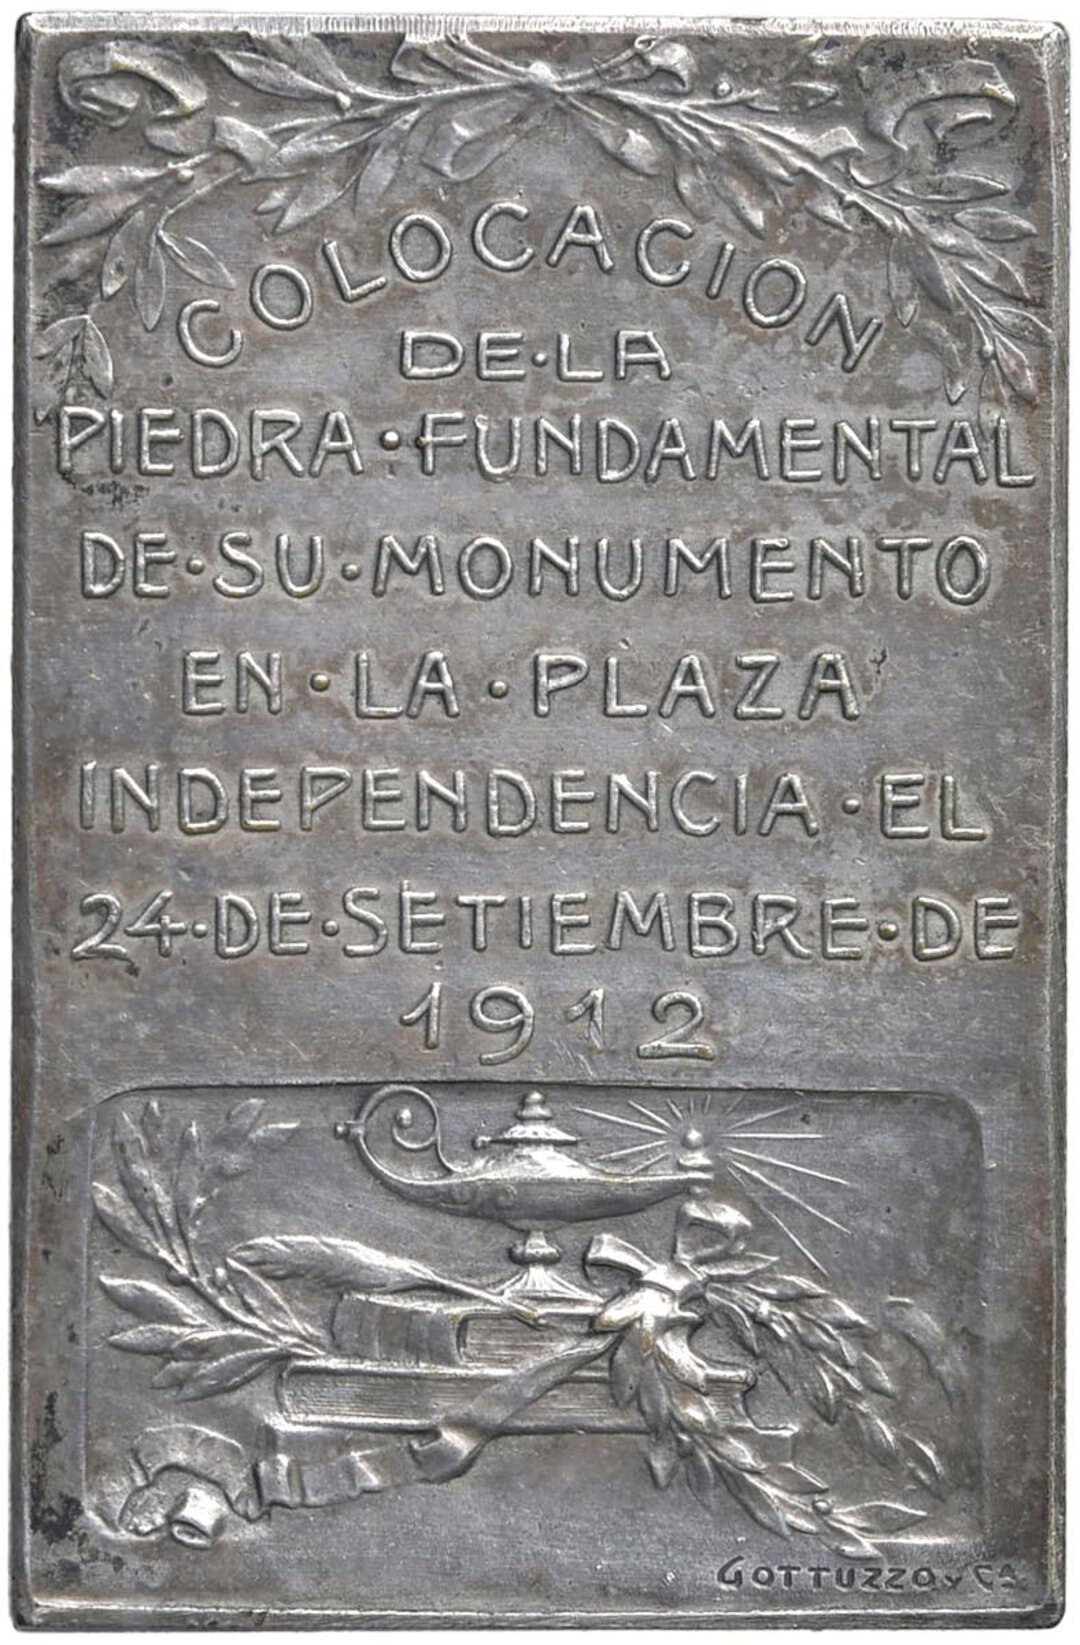 COLOCACION
DE·LA
PIEDRA·FUNDAMENTAL
DE·SU·MONUMENTO
EN·LA·PLAZA
INDEPENDENCIA·EL
24·DE·SETIEMBRE·DE
1912
GOTTUZZO y CA.